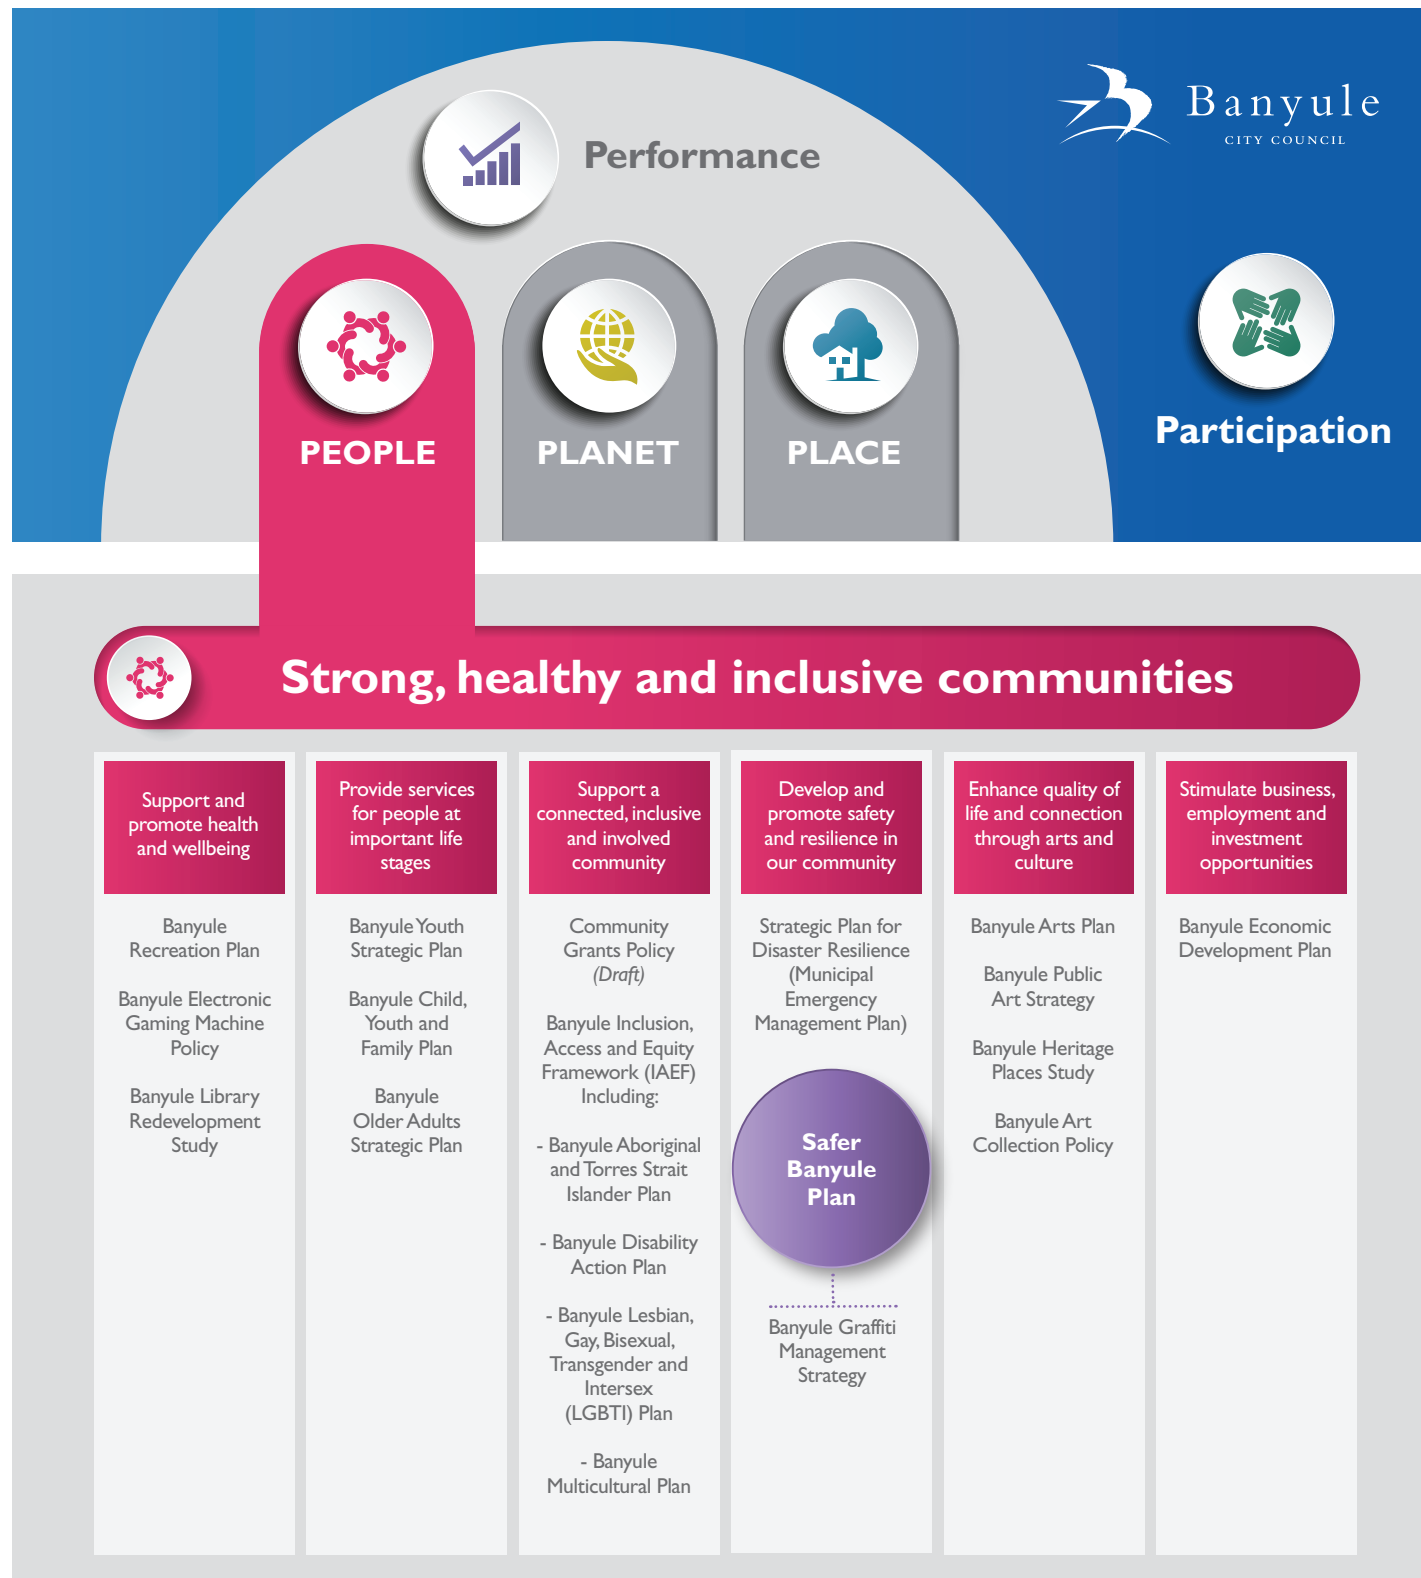 Banyule
CITY COUNCIL
Performance
PEOPLE
PLANET
PLACE
Participation
Strong, healthy and inclusive communities
Support and
promote health
and wellbeing
Banyule
Recreation Plan
Banyule Electronic
Gaming Machine
Policy
Banyule Library
Redevelopment
Study
Provide services
for people at
important life
stages
Banyule Youth
Strategic Plan
Banyule Child,
Youth and
Family Plan
Banyule
Older Adults
Strategic Plan
Support a
connected, inclusive
and involved
community
Community
Grants Policy
(Draft)
Banyule Inclusion,
Access and Equity
Framework (IAEF)
Including:
- Banyule Aboriginal
and Torres Strait
Islander Plan
- Banyule Disability
Action Plan
- Banyule Lesbian,
Gay, Bisexual,
Transgender and
Intersex
(LGBTI) Plan
- Banyule
Multicultural Plan
Develop and
promote safety
and resilience in
our community
Strategic Plan for
Disaster Resilience
(Municipal
Emergency
Management Plan)
Safer
Banyule
Plan
Banyule Graffiti
Management
Strategy
Enhance quality of
life and connection
through arts and
culture
Banyule Arts Plan
Banyule Public
Art Strategy
Banyule Heritage
Places Study
Banyule Art
Collection Policy
Stimulate business,
employment and
investment
opportunities
Banyule Economic
Development Plan